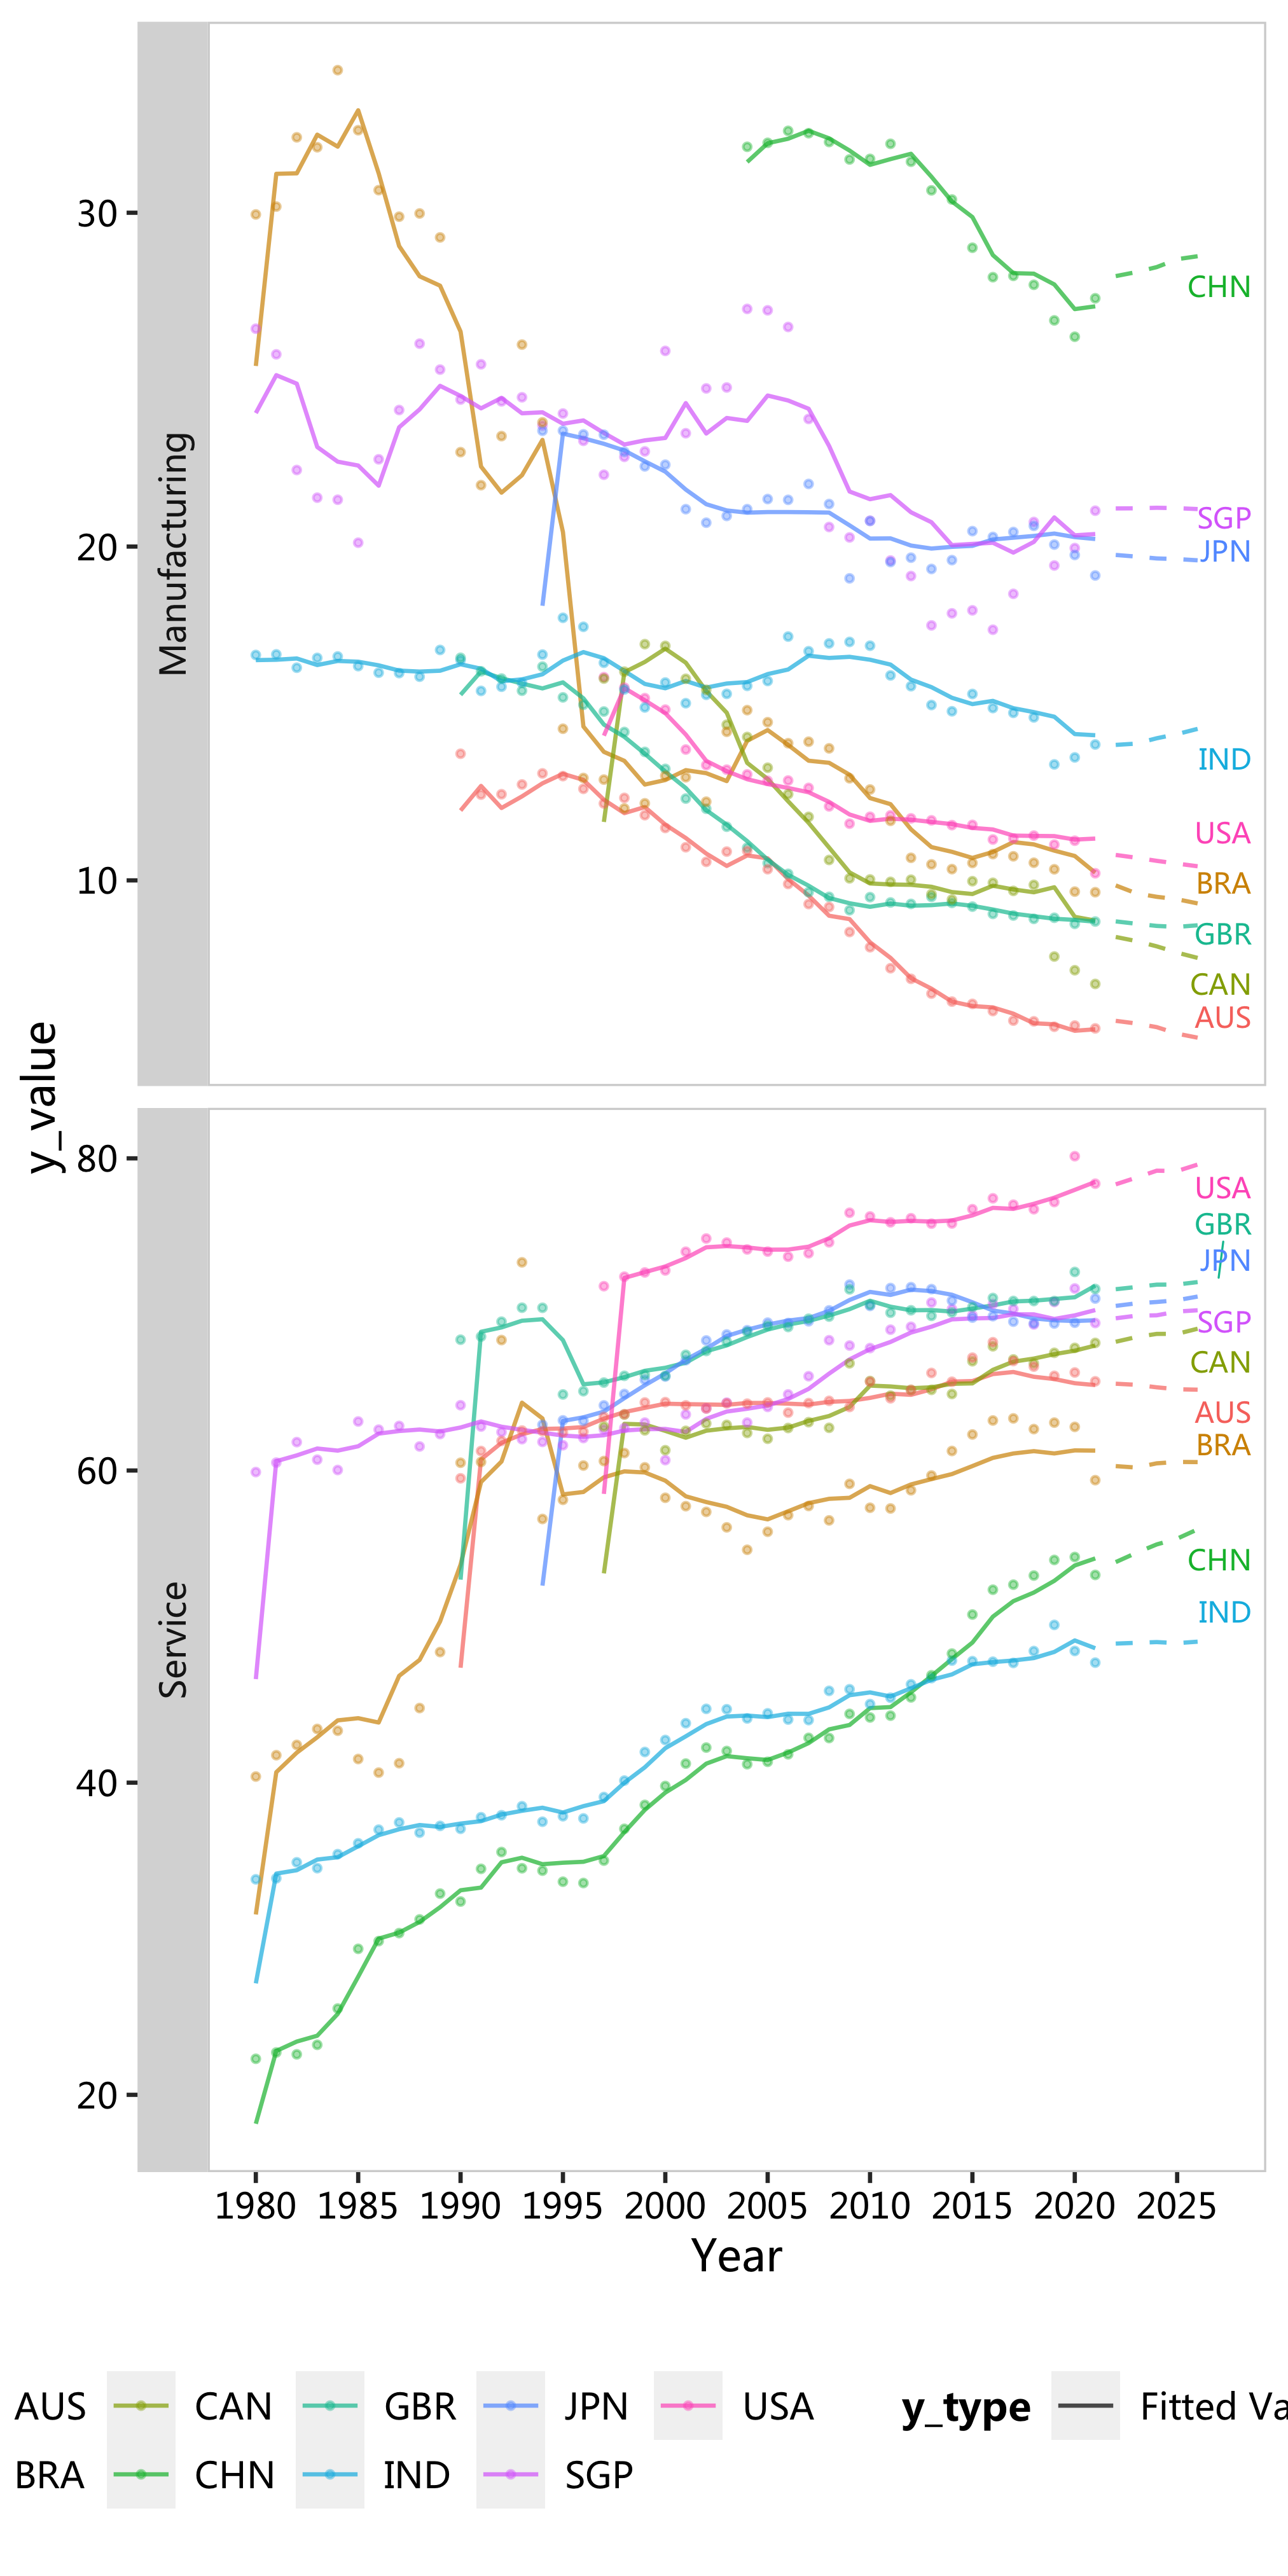 Manufacturing
30
20
10
CHN
SGP
JPN
IND
USA
BRA
GBR
CAN
AUS
y_value
Service
80
60
40
20
USA
GBR
JPN
SGP
CAN
AUS
BRA
CHN
IND
1980 1985 1990 1995 2000 2005 2010 2015 2020 2025
Year
AUS CAN GBR JPN USA y_type Fitted Va
BRA CHN IND SGP